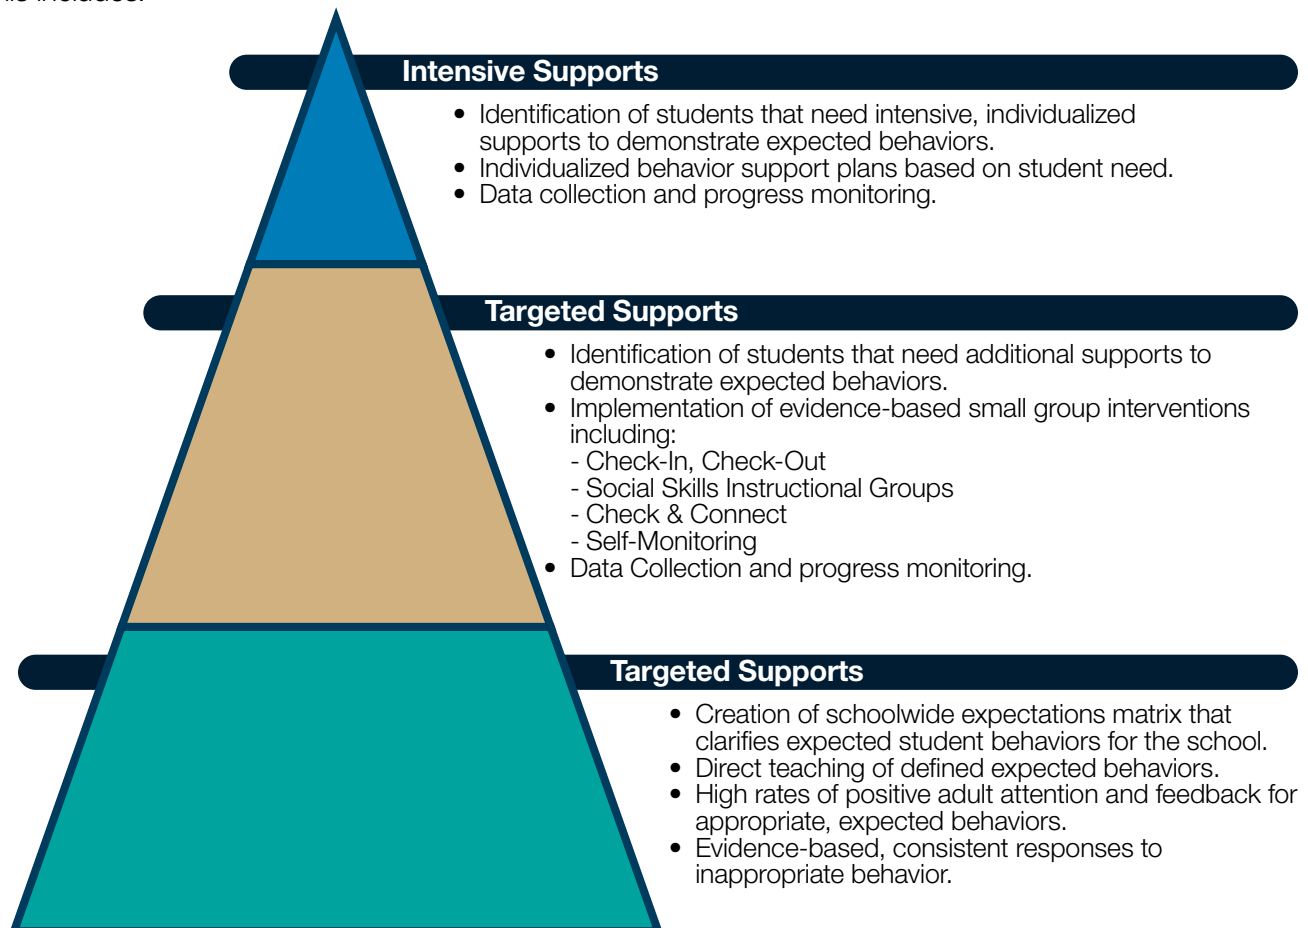 Intensive Supports
• Identification of students that need intensive, individualized
supports to demonstrate expected behaviors.
• Individualized behavior support plans based on student need.
• Data collection and progress monitoring.
Targeted Supports
• Identification of students that need additional supports to
demonstrate expected behaviors.
• Implementation of evidence-based small group interventions
including:
- Check-In, Check-Out
- Social Skills Instructional Groups
- Check & Connect
- Self-Monitoring
• Data Collection and progress monitoring.
Targeted Supports
• Creation of schoolwide expectations matrix that
clarifies expected student behaviors for the school.
• Direct teaching of defined expected behaviors.
• High rates of positive adult attention and feedback for
appropriate, expected behaviors.
• Evidence-based, consistent responses to
inappropriate behavior.